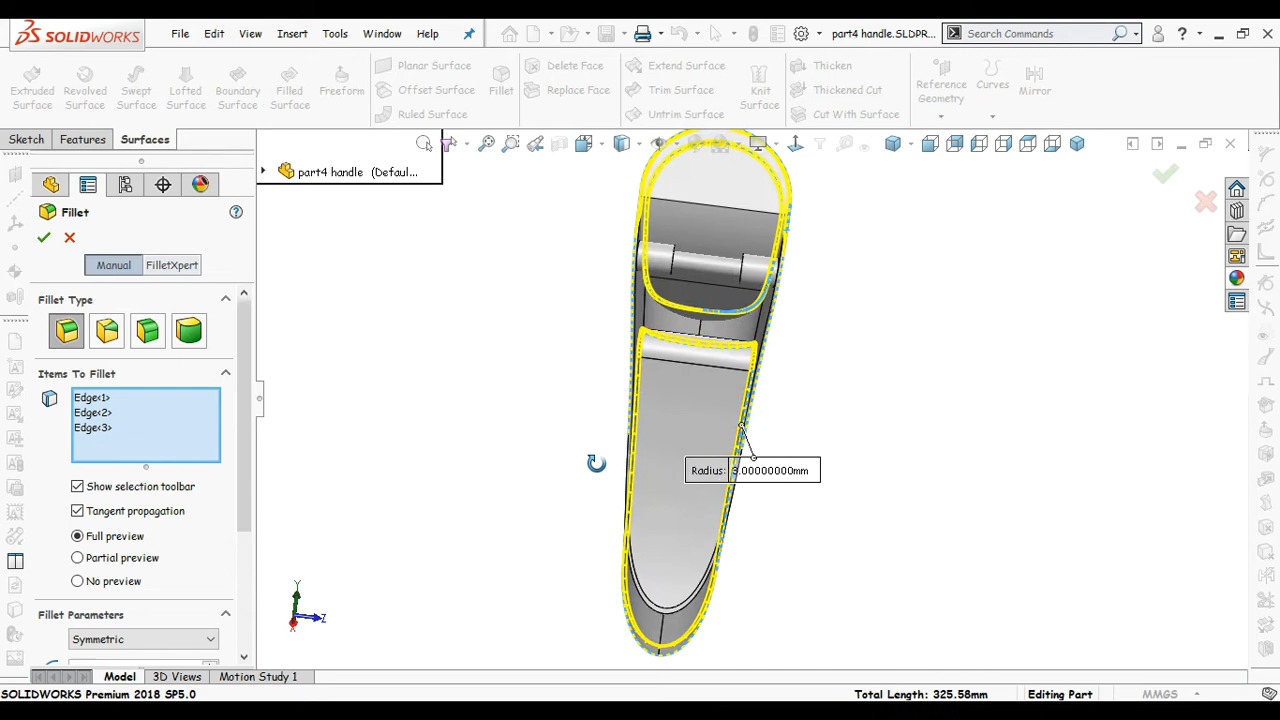 SOLIDWORKS
File Edit View Insert Tools Window Help
part4 handle.SLDPR...
Search Commands
Extruded Surface
Revolved Surface
Swept Surface
Lofted Surface
Boundary Surface
Freeform
Planar Surface
Offset Surface
Ruled Surface
Fillet
Delete Face
Replace Face
Extend Surface
Trim Surface
Untrim Surface
Knit Surface
Thicken
Thickened Cut
Cut With Surface
Reference Geometry
Curves
Mirror
Sketch Features Surfaces
part4 handle (Defaul...
Fillet
Manual FilletXpert
Fillet Type
Items To Fillet
Edge<1>
Edge<2>
Edge<3>
Show selection toolbar
Tangent propagation
Full preview
Partial preview
No preview
Fillet Parameters
Symmetric
Radius: 3.00000000mm
Y
Z
X
Model 3D Views Motion Study 1
SOLIDWORKS Premium 2018 SP5.0
Total Length: 325.58mm
Editing Part
MMGS